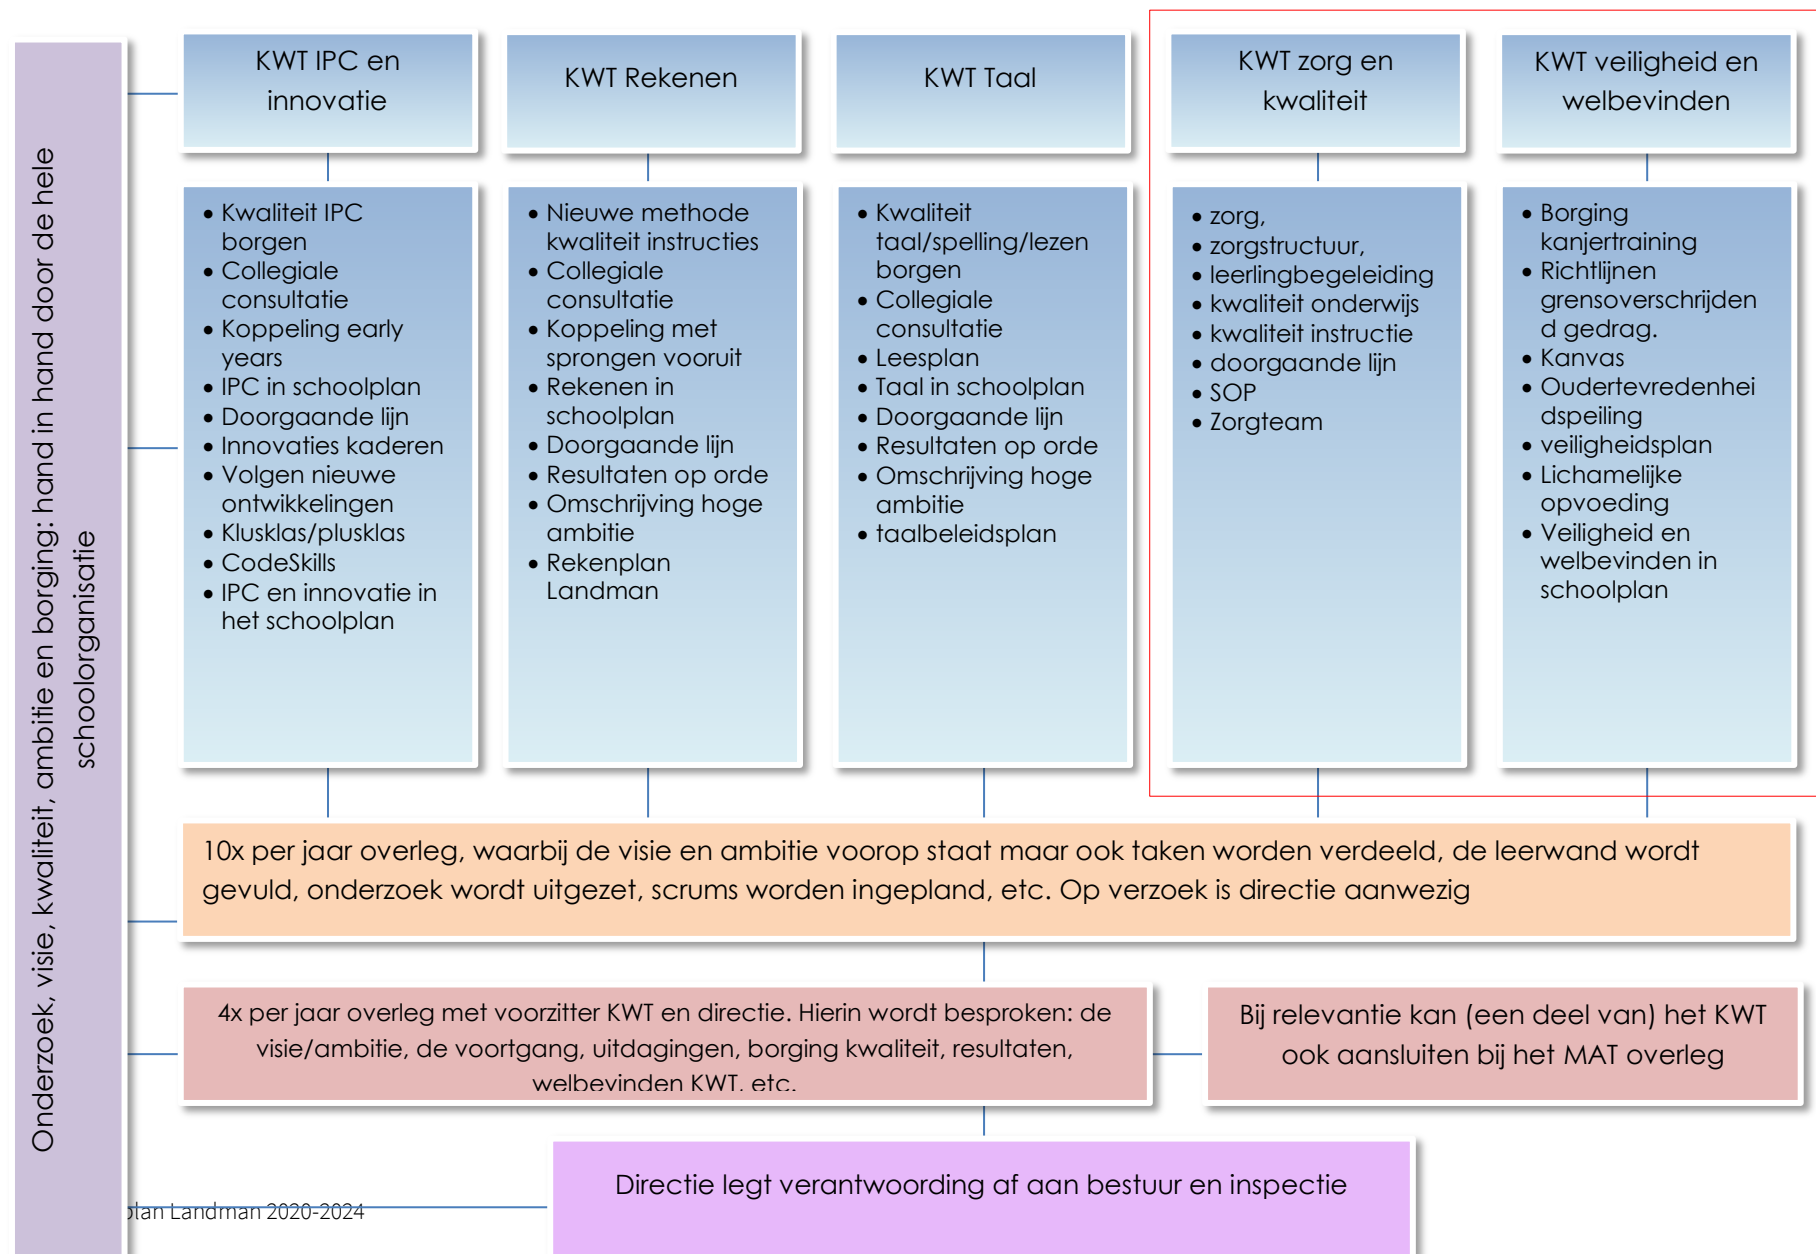 Onderzoek, visie, kwaliteit, ambitie en borging: hand in hand door de hele
schoolorganisatie
KWT IPC en
innovatie
KWT Rekenen
KWT Taal
KWT zorg en
kwaliteit
KWT veiligheid en
welbevinden
• Kwaliteit IPC
borgen
• Collegiale
consultatie
• Koppeling early
years
• IPC in schoolplan
• Doorgaande lijn
• Innovaties kaderen
• Volgen nieuwe
ontwikkelingen
• Klusklas/plusklas
• CodeSkills
• IPC en innovatie in
het schoolplan
• Nieuwe methode
kwaliteit instructies
• Collegiale
consultatie
• Koppeling met
sprongen vooruit
• Rekenen in
schoolplan
• Doorgaande lijn
• Resultaten op orde
• Omschrijving hoge
ambitie
• Rekenplan
Landman
• Kwaliteit
taal/spelling/lezen
borgen
• Collegiale
consultatie
• Leesplan
• Taal in schoolplan
• Doorgaande lijn
• Resultaten op orde
• Omschrijving hoge
ambitie
• taalbeleidsplan
• zorg,
• zorgstructuur,
• leerlingbegeleiding
• kwaliteit onderwijs
• kwaliteit instructie
• doorgaande lijn
• SOP
• Zorgteam
• Borging
kanjertraining
• Richtlijnen
grensoverschrijden
d gedrag.
• Kanvas
• Oudertevredenhei
dspeiling
• veiligheidsplan
• Lichamelijke
opvoeding
• Veiligheid en
welbevinden in
schoolplan
10x per jaar overleg, waarbij de visie en ambitie voorop staat maar ook taken worden verdeeld, de leerwand wordt
gevuld, onderzoek wordt uitgezet, scrums worden ingepland, etc. Op verzoek is directie aanwezig
4x per jaar overleg met voorzitter KWT en directie. Hierin wordt besproken: de
visie/ambitie, de voortgang, uitdagingen, borging kwaliteit, resultaten,
welbevinden KWT, etc.
Bij relevantie kan (een deel van) het KWT
ook aansluiten bij het MAT overleg
Directie legt verantwoording af aan bestuur en inspectie
plan Landman 2020-2024